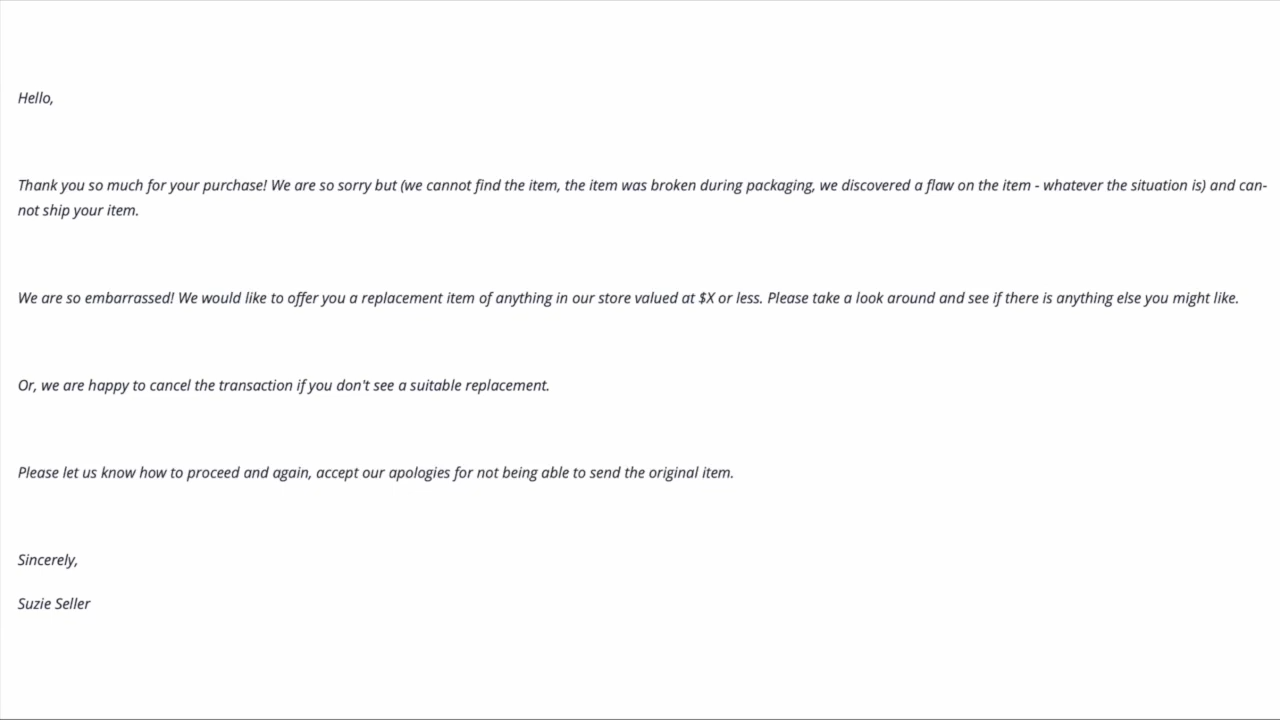 Hello,
Thank you so much for your purchase! We are so sorry but (we cannot find the item, the item was broken during packaging, we discovered a flaw on the item - whatever the situation is) and can-
not ship your item.
We are so embarrassed! We would like to offer you a replacement item of anything in our store valued at $X or less. Please take a look around and see if there is anything else you might like.
Or, we are happy to cancel the transaction if you don't see a suitable replacement.
Please let us know how to proceed and again, accept our apologies for not being able to send the original item.
Sincerely,
Suzie Seller